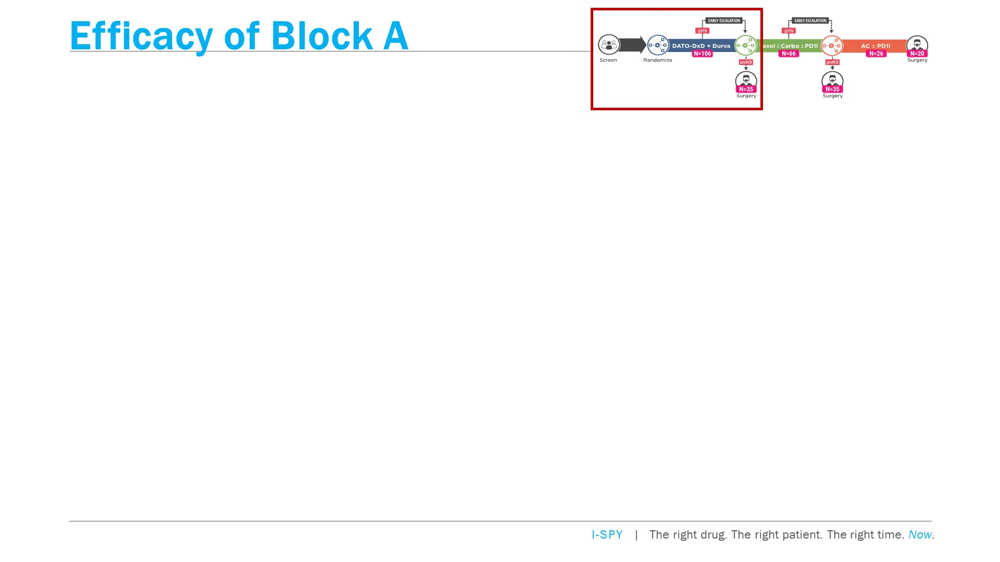 Efficacy of Block A
EARLY ESCALATION
EARLY ESCALATION
ΔFTV
ΔFTV
DATO-DxD + Durva
Taxol ± Carbo ± PD1i
AC ± PD1i
N=106
N=66
N=26
N=20
Screen
Randomize
Surgery
preRCB
preRCB
N=35
N=35
Surgery
Surgery
I-SPY | The right drug. The right patient. The right time. Now.